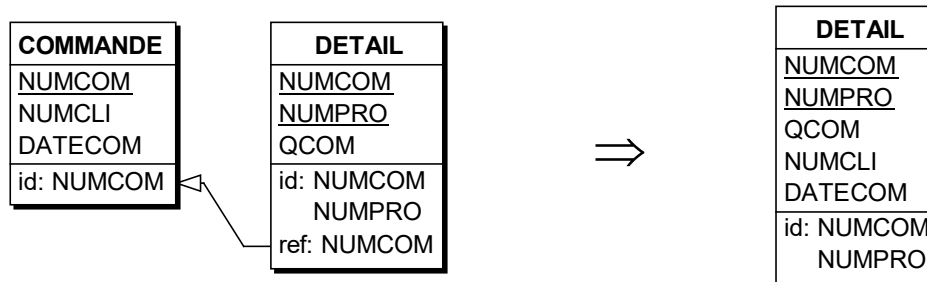 COMMANDE
NUMCOM
NUMCLI
DATECOM
id: NUMCOM
DETAIL
NUMCOM
NUMPRO
QCOM
id: NUMCOM
NUMPRO
ref: NUMCOM
⇒
DETAIL
NUMCOM
NUMPRO
QCOM
NUMCLI
DATECOM
id: NUMCOM
NUMPRO